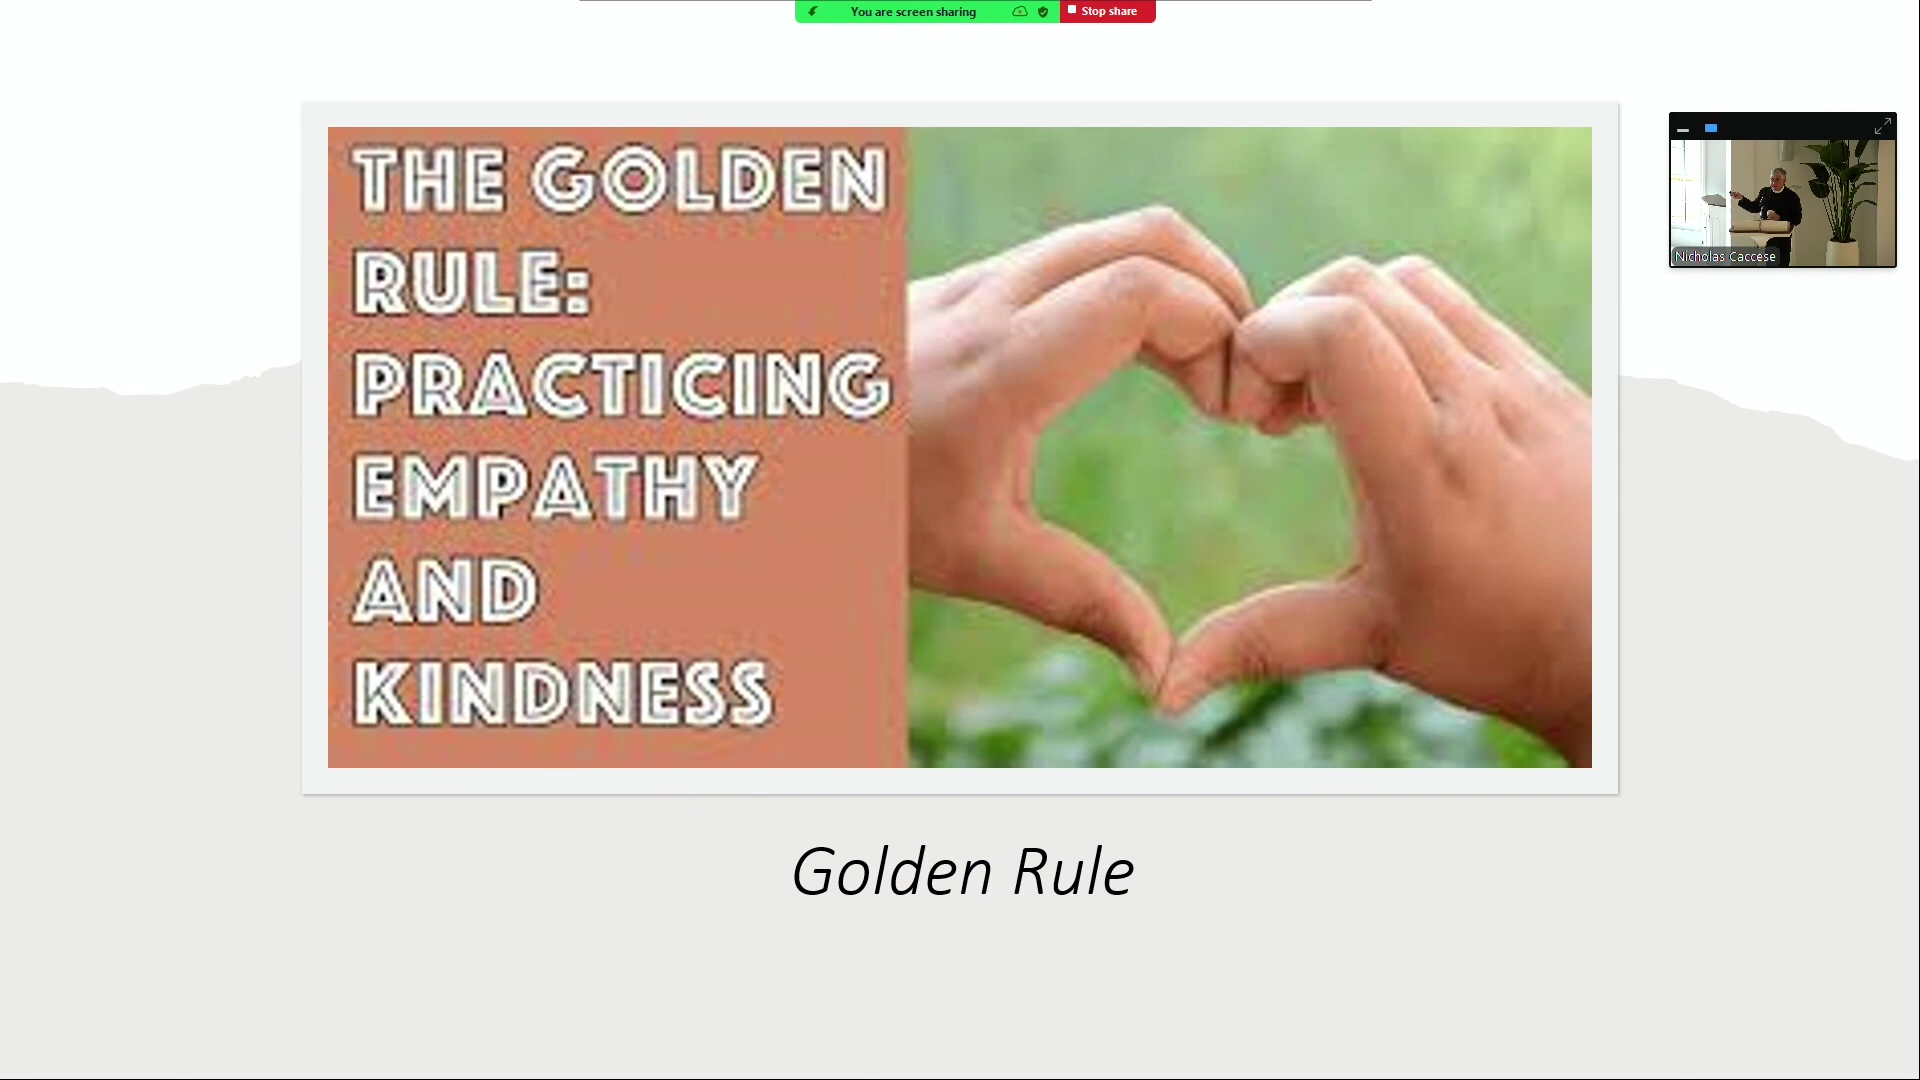 You are screen sharing
Stop share
THE GOLDEN
RULE:
PRACTICING
EMPATHY
AND
KINDNESS
Nicholas Caccese
Golden Rule